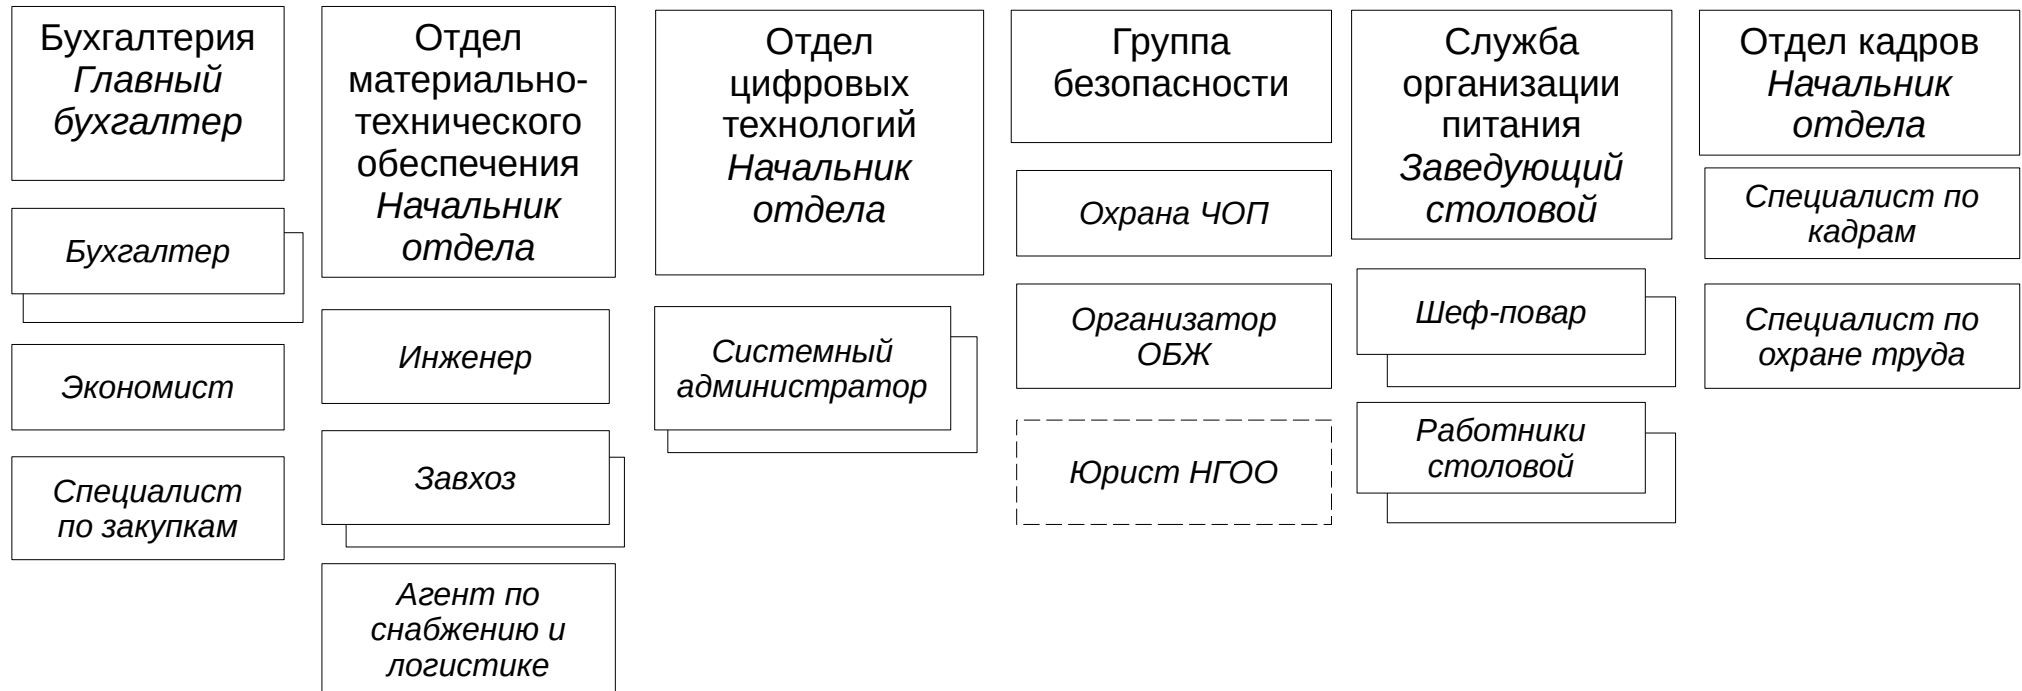 Бухгалтерия
Главный
бухгалтер
Бухгалтер
Экономист
Специалист
по закупкам
Отдел
материально-
технического
обеспечения
Начальник
отдела
Инженер
Завхоз
Агент по
снабжению и
логистике
Отдел
цифровых
технологий
Начальник
отдела
Системный
администратор
Группа
безопасности
Охрана ЧОП
Организатор
ОБЖ
Юрист НГОО
Служба
организации
питания
Заведующий
столовой
Шеф-повар
Работники
столовой
Отдел кадров
Начальник
отдела
Специалист по
кадрам
Специалист по
охране труда